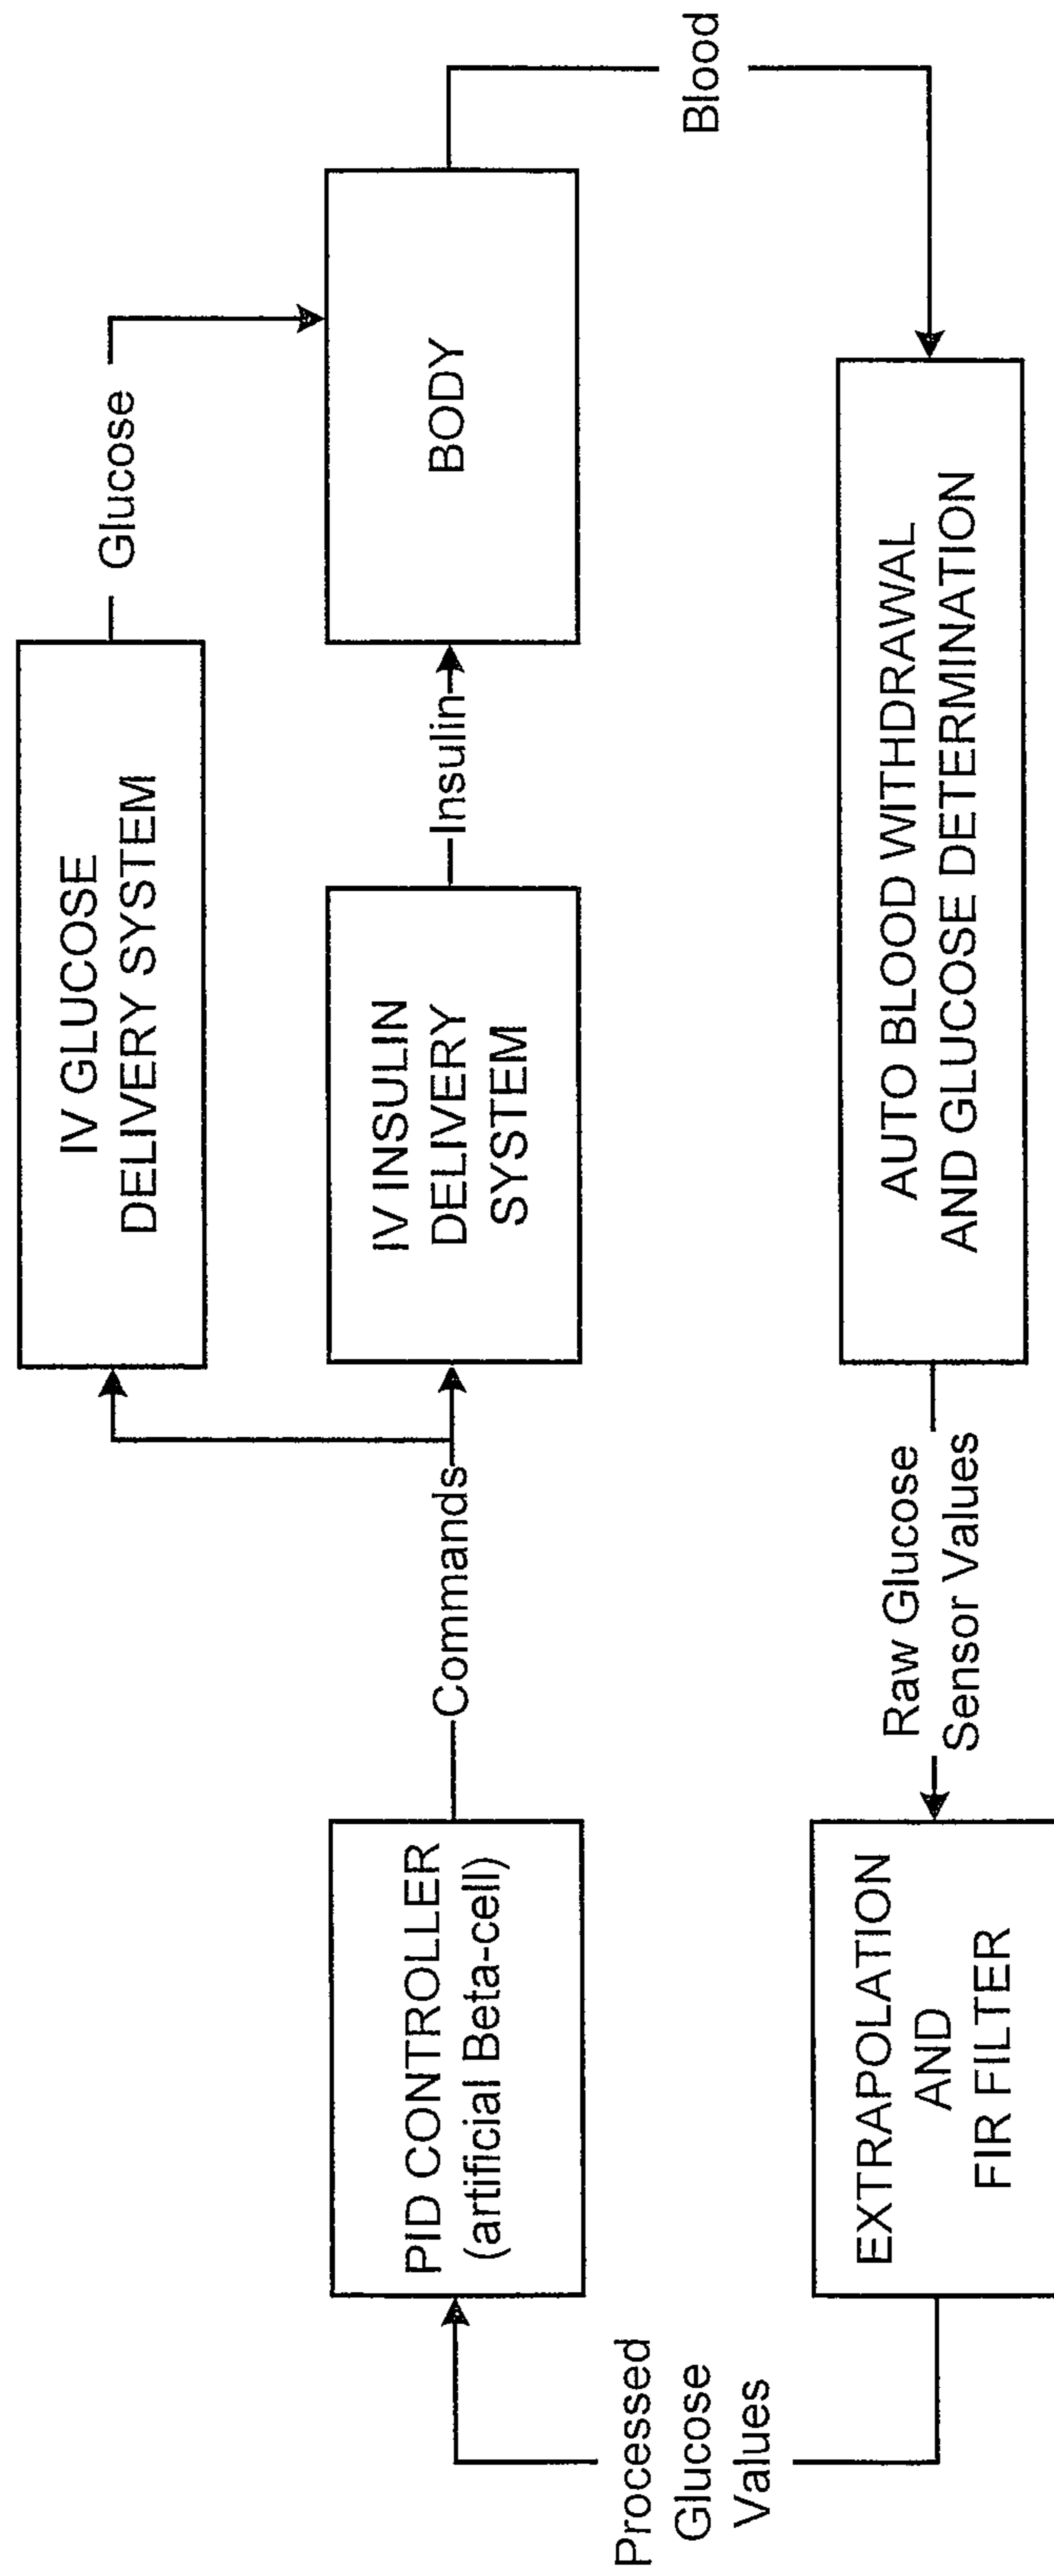 IV GLUCOSE
DELIVERY SYSTEM
Glucose
PID CONTROLLER
(artificial Beta-cell)
Commands
IV INSULIN
DELIVERY
SYSTEM
Insulin
BODY
Blood
Processed
Glucose
Values
EXTRAPOLATION
AND
FIR FILTER
Raw Glucose
Sensor Values
AUTO BLOOD WITHDRAWAL
AND GLUCOSE DETERMINATION